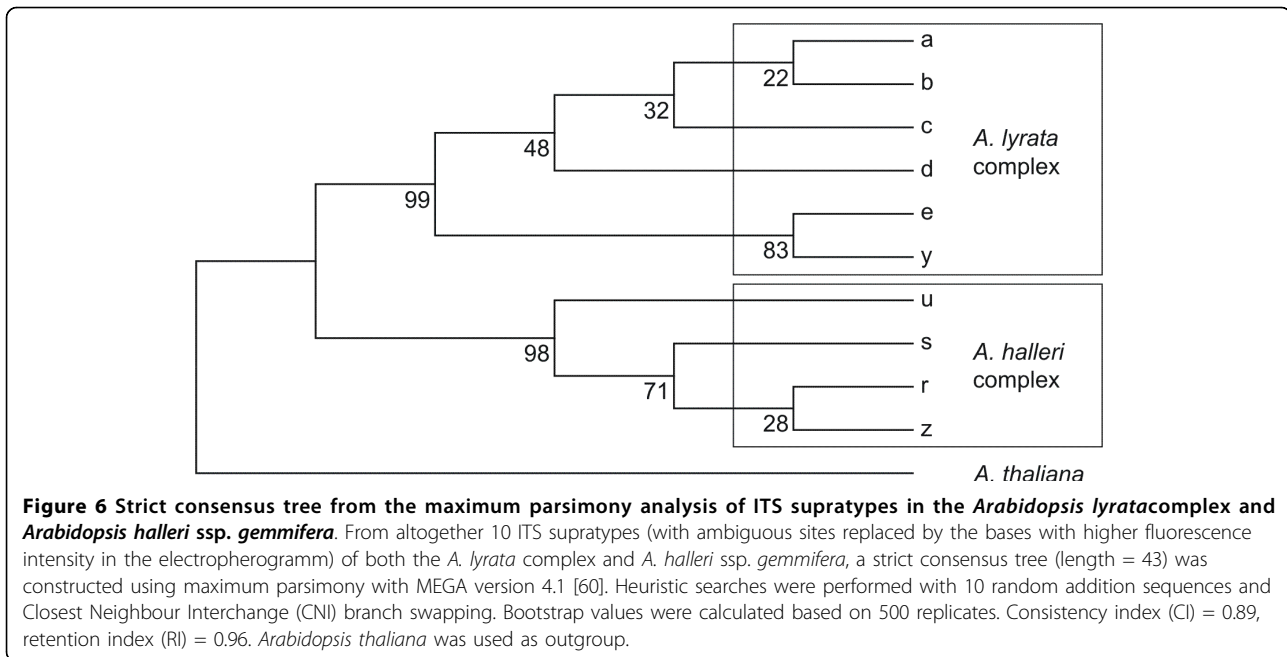 a
22
b
32
c
A. lyrata
complex
48
d
99
e
83
y
u
98
s
A. halleri
complex
71
r
28
z
A. thaliana
Figure 6 Strict consensus tree from the maximum parsimony analysis of ITS supratypes in the Arabidopsis lyratacomplex and
Arabidopsis halleri ssp. gemmifera. From altogether 10 ITS supratypes (with ambiguous sites replaced by the bases with higher fluorescence
intensity in the electropherogramm) of both the A. lyrata complex and A. halleri ssp. gemmifera, a strict consensus tree (length = 43) was
constructed using maximum parsimony with MEGA version 4.1 [60]. Heuristic searches were performed with 10 random addition sequences and
Closest Neighbour Interchange (CNI) branch swapping. Bootstrap values were calculated based on 500 replicates. Consistency index (CI) = 0.89,
retention index (RI) = 0.96. Arabidopsis thaliana was used as outgroup.